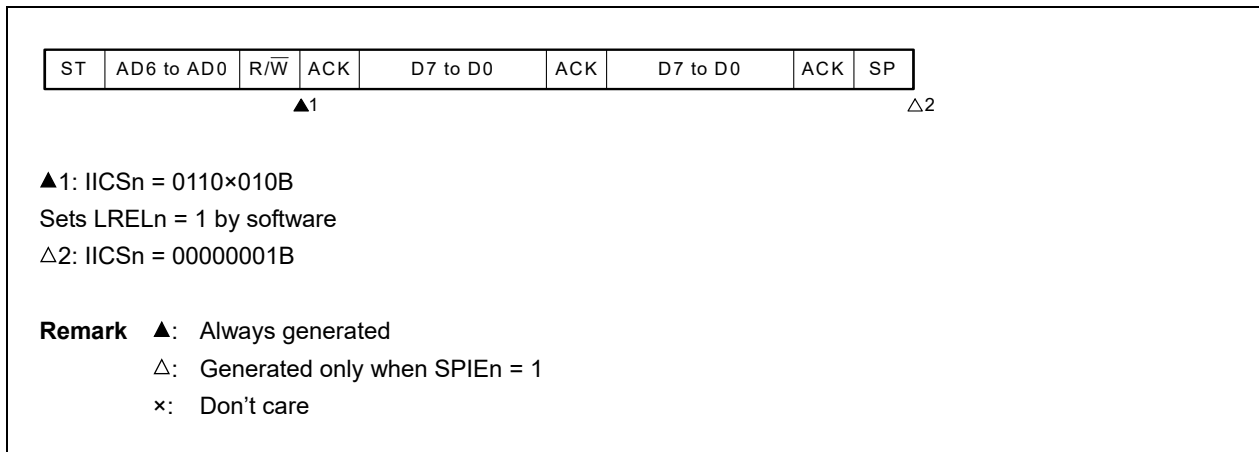 ST AD6 to AD0 R/W̅ ACK D7 to D0 ACK D7 to D0 ACK SP
▲1 △2
▲1: IICSn = 0110×010B
Sets LRELn = 1 by software
△2: IICSn = 00000001B
Remark ▲: Always generated
△: Generated only when SPIEn = 1
×: Don’t care